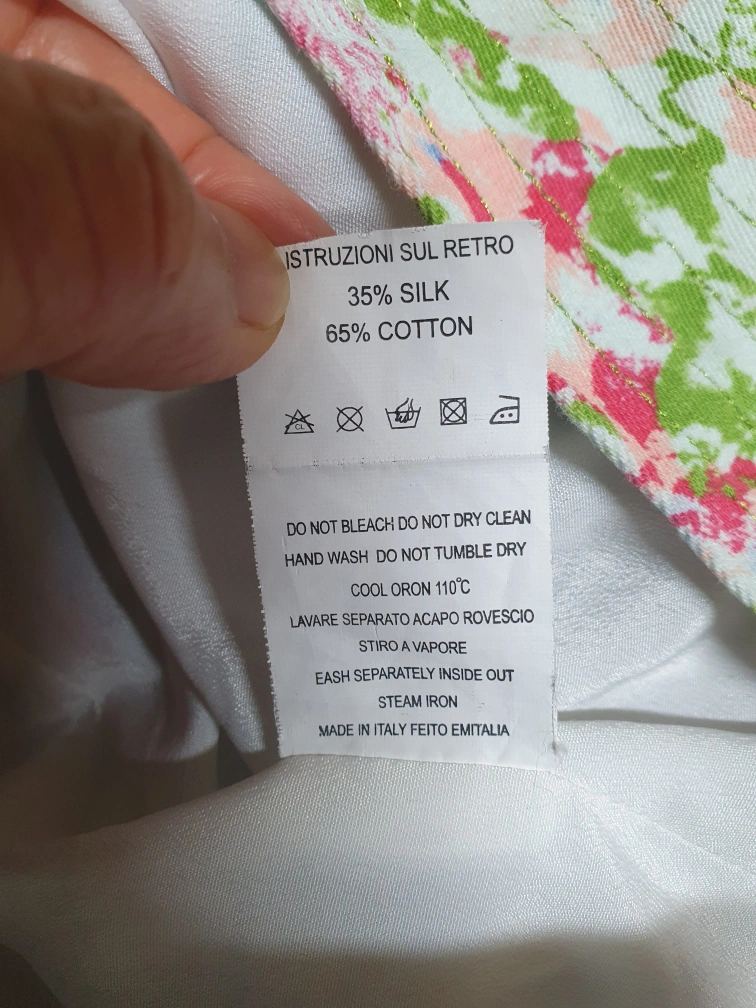 ISTRUZIONI SUL RETRO
35% SILK
65% COTTON
CL
DO NOT BLEACH DO NOT DRY CLEAN
HAND WASH DO NOT TUMBLE DRY
COOL ORON 110°C
LAVARE SEPARATO ACAPO ROVESCIO
STIRO A VAPORE
EASH SEPARATELY INSIDE OUT
STEAM IRON
MADE IN ITALY FEITO EMITALIA